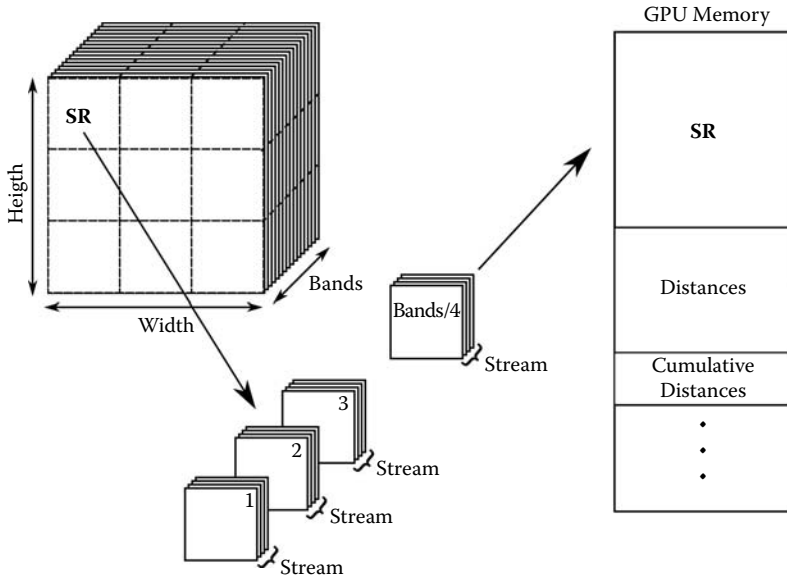 GPU Memory
SR
SR
Heigth
Bands
Width
Bands/4
Stream
Distances
Cumulative
Distances
3
Stream
2
Stream
1
Stream